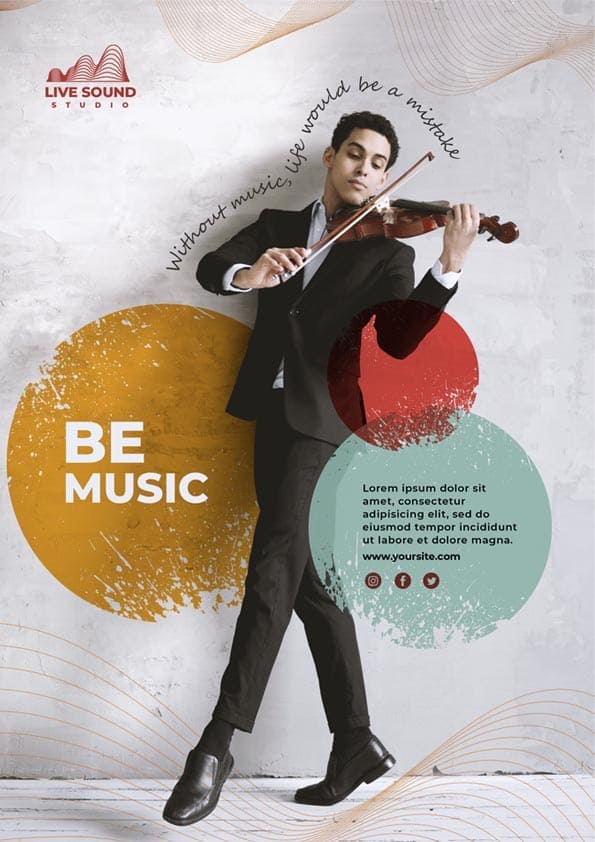 LIVE SOUND
STUDIO
Without music, life would be a mistake
BE
MUSIC
Lorem ipsum dolor sit
amet, consectetur
adipisicing elit, sed do
eiusmod tempor incididunt
ut labore et dolore magna.
www.yoursite.com